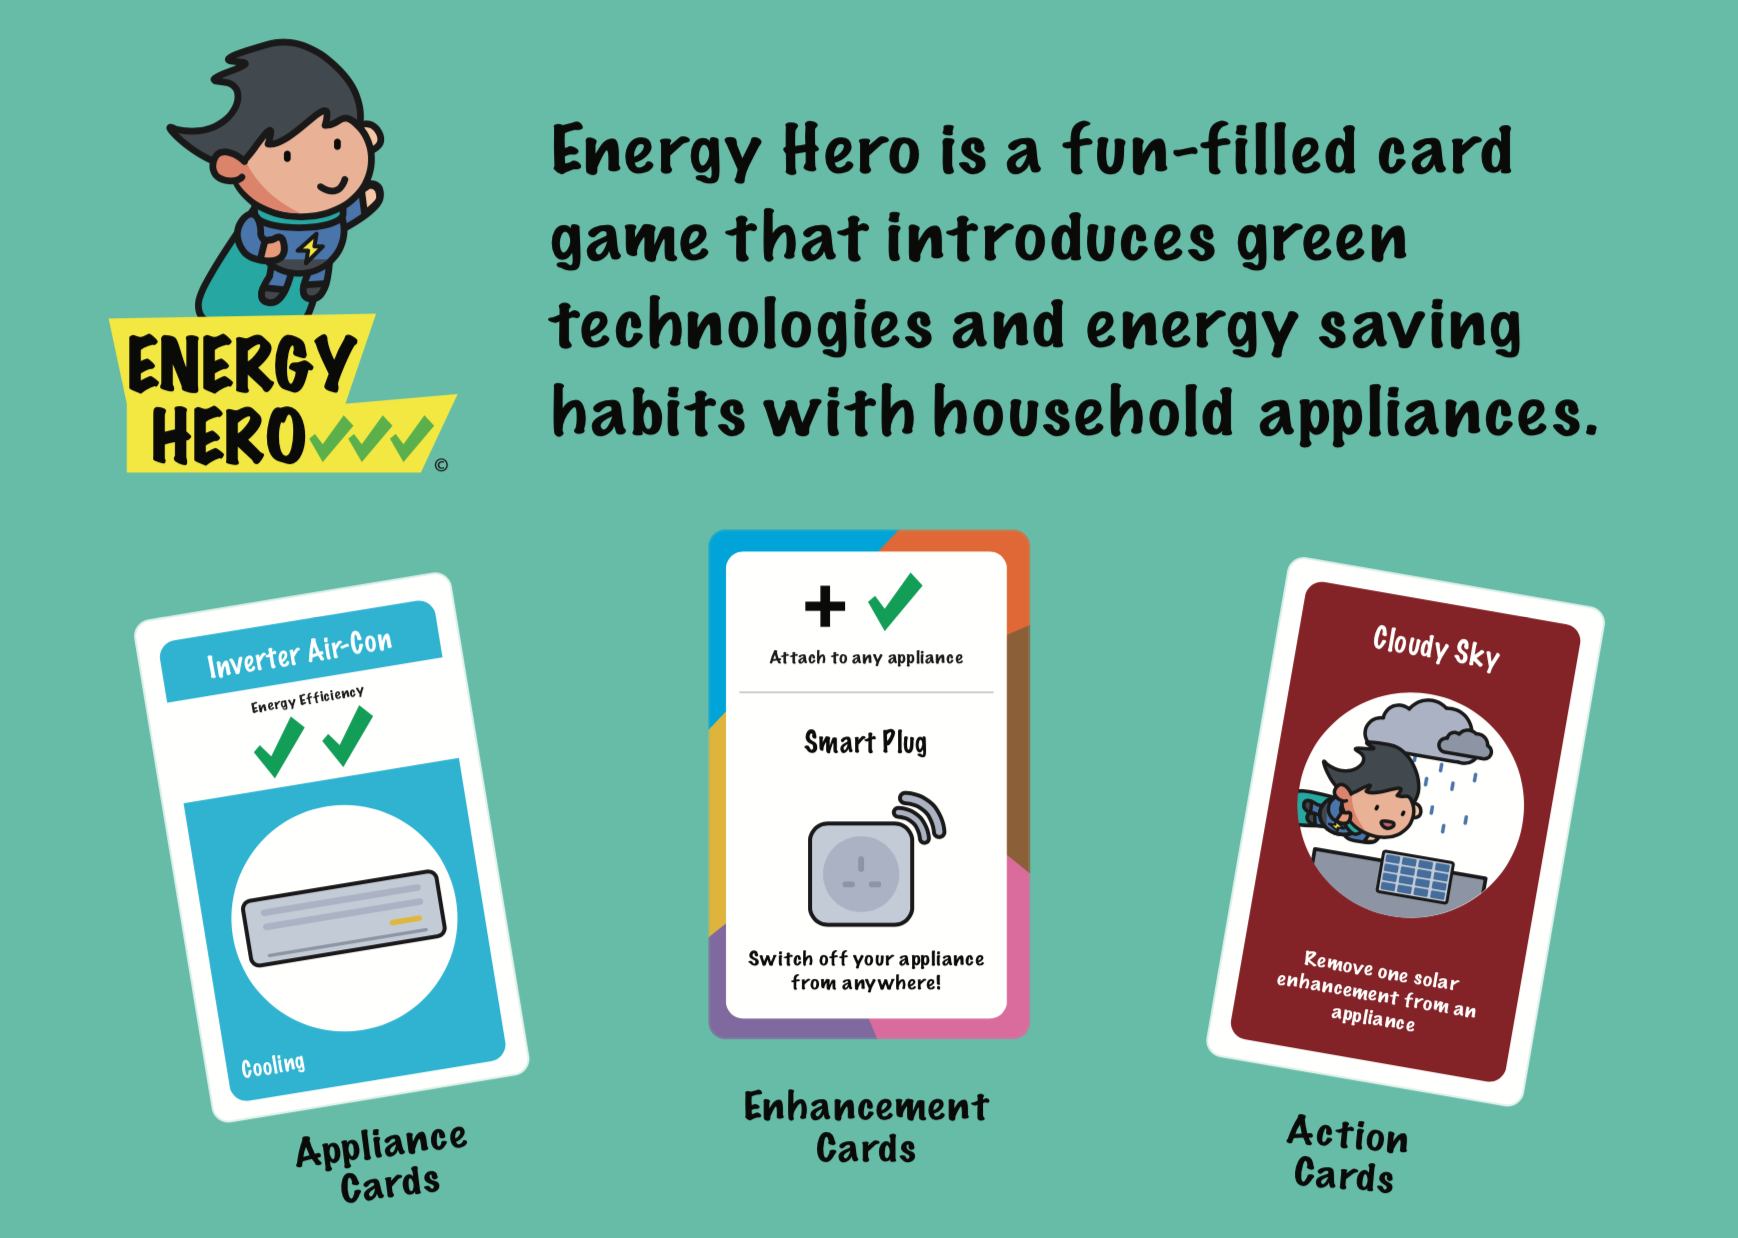 ENERGY
HERO
©
Energy Hero is a fun-filled card
game that introduces green
technologies and energy saving
habits with household appliances.
Inverter Air-Con
Energy Efficiency
Cooling
Appliance
Cards
+
Attach to any appliance
Smart Plug
Switch off your appliance
from anywhere!
Enhancement
Cards
Cloudy Sky
Remove one solar
enhancement from an
appliance
Action
Cards